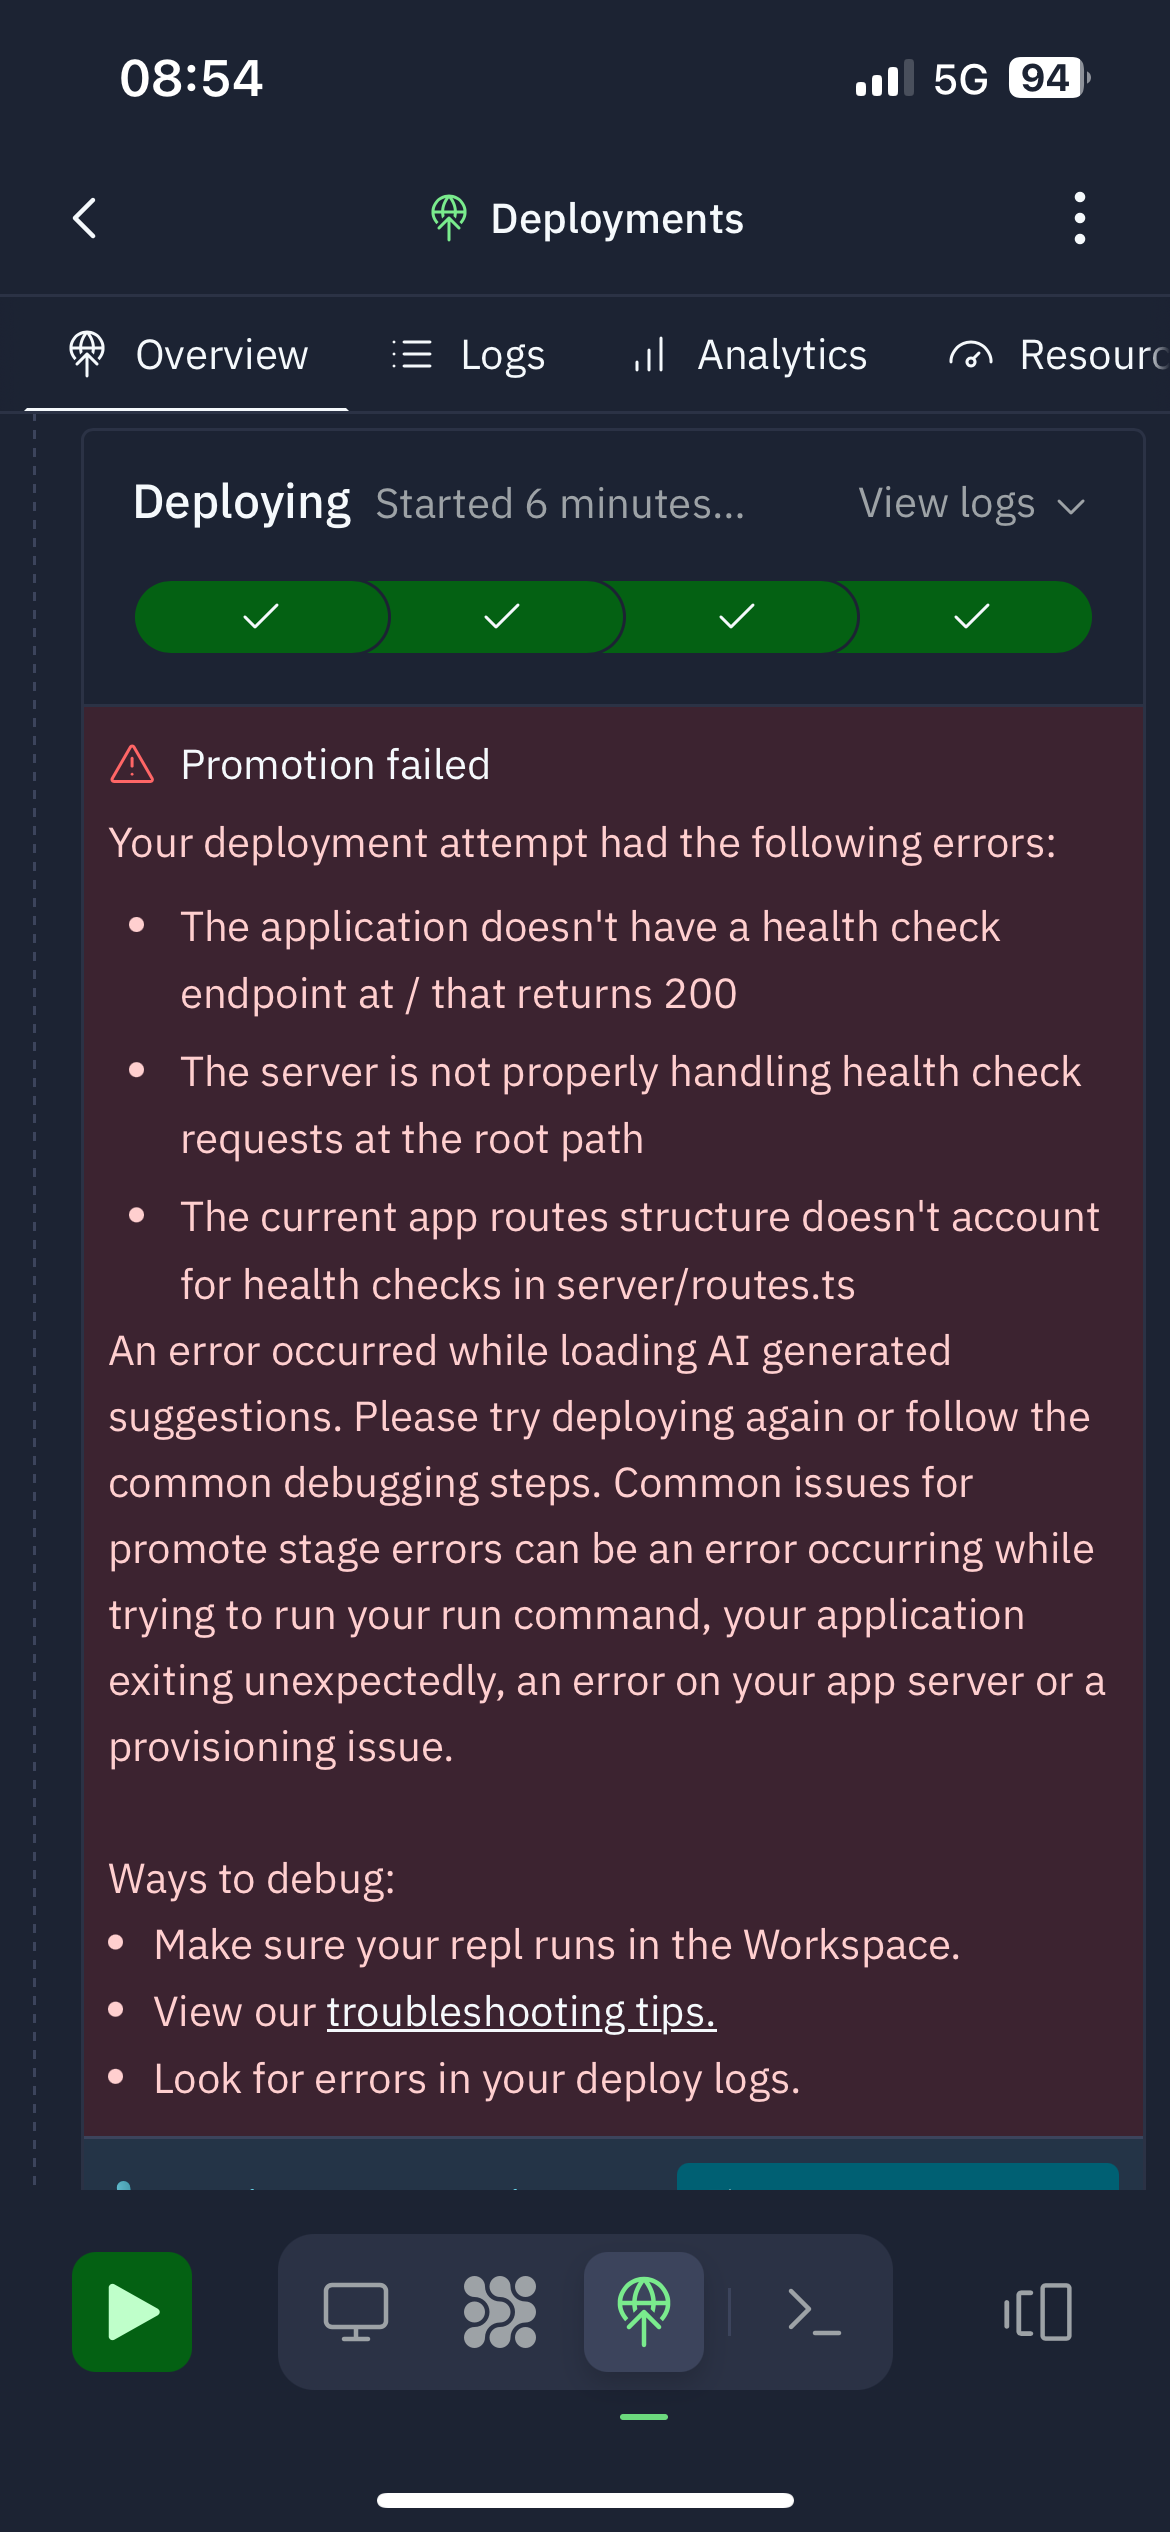 08:54
5G
94
Deployments
Overview
Logs
Analytics
Resourc
Deploying
Started 6 minutes...
View logs
Promotion failed
Your deployment attempt had the following errors:
• The application doesn't have a health check
endpoint at / that returns 200
• The server is not properly handling health check
requests at the root path
• The current app routes structure doesn't account
for health checks in server/routes.ts
An error occurred while loading AI generated
suggestions. Please try deploying again or follow the
common debugging steps. Common issues for
promote stage errors can be an error occurring while
trying to run your run command, your application
exiting unexpectedly, an error on your app server or a
provisioning issue.
Ways to debug:
• Make sure your repl runs in the Workspace.
• View our troubleshooting tips.
• Look for errors in your deploy logs.